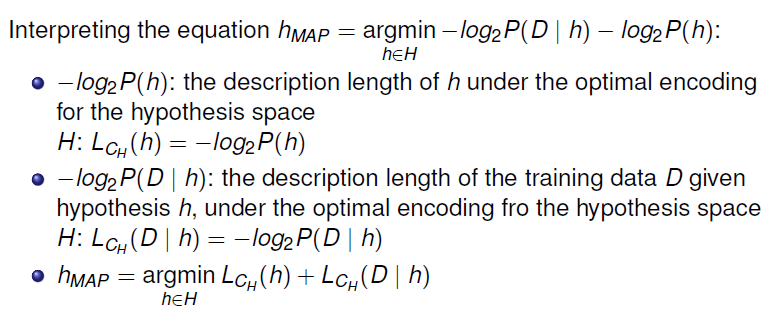 Interpreting the equation h_MAP = argmin −log₂P(D | h) − log₂P(h):
h∈H
• −log₂P(h): the description length of h under the optimal encoding
for the hypothesis space
H: L_{C_H}(h) = −log₂P(h)
• −log₂P(D | h): the description length of the training data D given
hypothesis h, under the optimal encoding fro the hypothesis space
H: L_{C_H}(D | h) = −log₂P(D | h)
• h_MAP = argmin L_{C_H}(h) + L_{C_H}(D | h)
h∈H